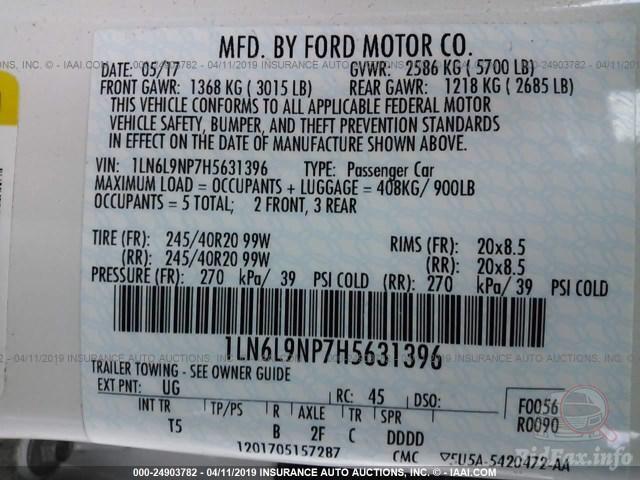 MFD. BY FORD MOTOR CO.
DATE: 05/17 GVWR: 2586 KG ( 5700 LB)
FRONT GAWR: 1368 KG ( 3015 LB) REAR GAWR: 1218 KG ( 2685 LB)
THIS VEHICLE CONFORMS TO ALL APPLICABLE FEDERAL MOTOR
VEHICLE SAFETY, BUMPER, AND THEFT PREVENTION STANDARDS
IN EFFECT ON THE DATE OF MANUFACTURE SHOWN ABOVE.
VIN: 1LN6L9NP7H5631396 TYPE: Passenger Car
MAXIMUM LOAD = OCCUPANTS + LUGGAGE = 408KG/ 900LB
OCCUPANTS = 5 TOTAL; 2 FRONT, 3 REAR
TIRE (FR): 245/40R20 99W RIMS (FR): 20x8.5
(RR): 245/40R20 99W (RR): 20x8.5
PRESSURE (FR): 270 kPa/ 39 PSI COLD (RR): 270 kPa/ 39 PSI COLD
1LN6L9NP7H5631396
TRAILER TOWING - SEE OWNER GUIDE
EXT PNT: UG RC: 45 DSO: F0056
INT TR TP/PS R AXLE TR SPR R0090
T5 B 2F C DDDD
1201705157287 CMC 5U5A-5420472-AA
BidFax.info
000-24903782 - 04/11/2019 INSURANCE AUTO AUCTIONS, INC. - © IAAI.COM